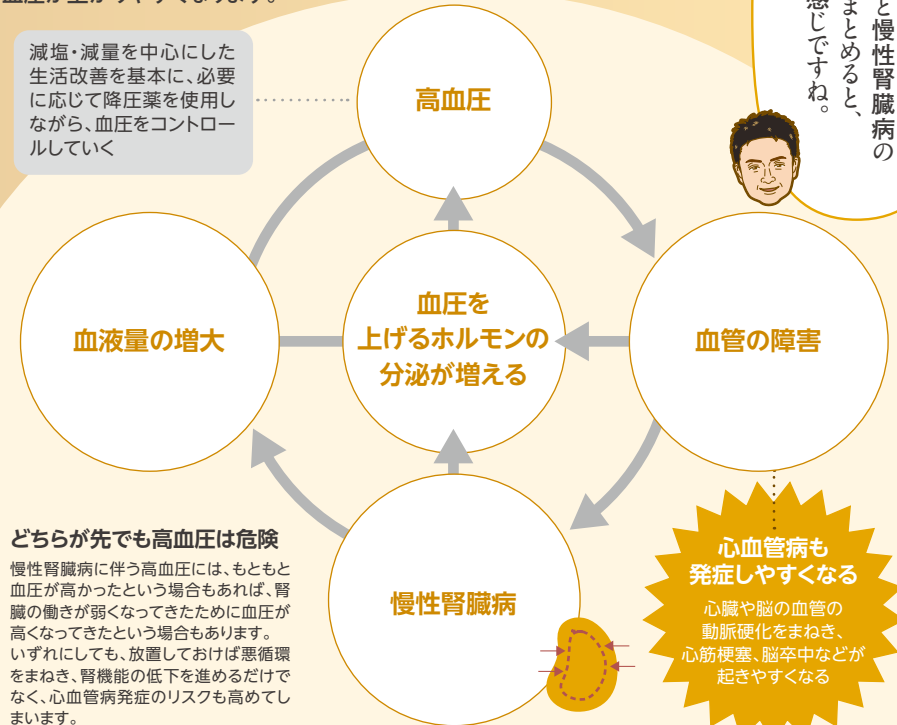 血圧が上がりやすくなります。
と慢性腎臓病の
まとめると、
感じですね。
減塩・減量を中心にした
生活改善を基本に、必要
に応じて降圧薬を使用し
ながら、血圧をコントロー
ルしていく
高血圧
血液量の増大
血圧を
上げるホルモンの
分泌が増える
血管の障害
どちらが先でも高血圧は危険
慢性腎臓病に伴う高血圧には、もともと
血圧が高かったという場合もあれば、腎
臓の働きが弱くなってきたために血圧が
高くなってきたという場合もあります。
いずれにしても、放置しておけば悪循環
をまねき、腎機能の低下を進めるだけで
なく、心血管病発症のリスクも高めてし
まいます。
慢性腎臓病
心血管病も
発症しやすくなる
心臓や脳の血管の
動脈硬化をまねき、
心筋梗塞、脳卒中などが
起きやすくなる